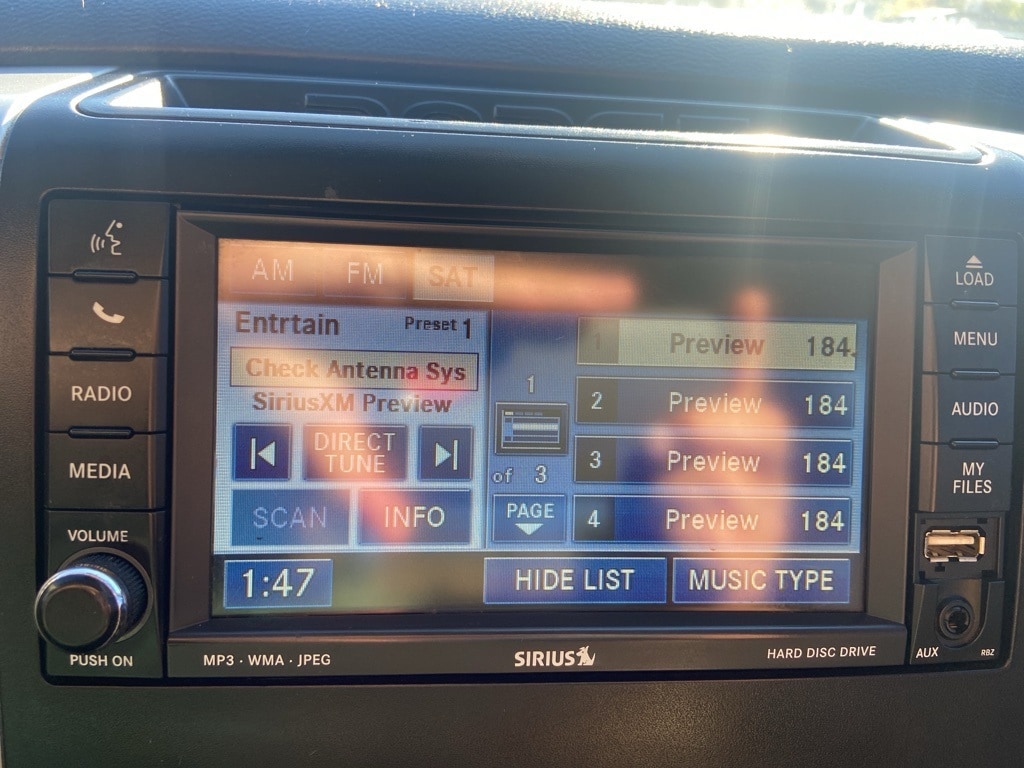 DODGE
LOAD
MENU
RADIO
AUDIO
MEDIA
MY
FILES
VOLUME
PUSH ON
AM FM SAT
Entrtain Preset 1
Check Antenna Sys
SiriusXM Preview
DIRECT
TUNE
SCAN INFO
1
of 3
PAGE
1 Preview 184.
2 Preview 184
3 Preview 184
4 Preview 184
1:47 HIDE LIST MUSIC TYPE
MP3 · WMA · JPEG
SIRIUS
HARD DISC DRIVE
AUX
RBZ